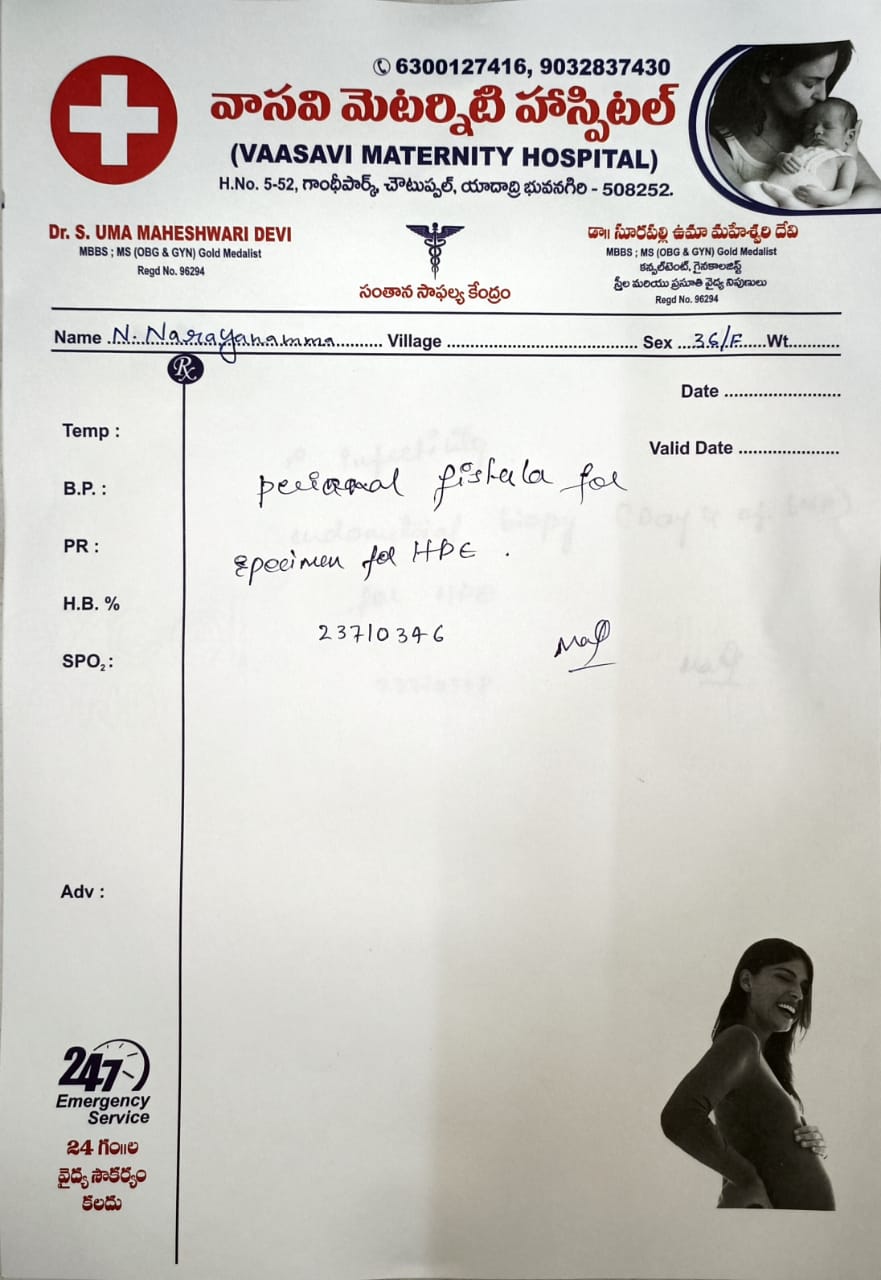 6300127416, 9032837430
వాసవి మెటర్నిటి హాస్పిటల్
(VAASAVI MATERNITY HOSPITAL)
H.No. 5-52, గాంధీపార్క్, చౌటుప్పల్, యాదాద్రి భువనగిరి - 508252.
Dr. S. UMA MAHESHWARI DEVI
MBBS ; MS (OBG & GYN) Gold Medalist
Regd No. 96294
సంతాన సాఫల్య కేంద్రం
డా॥ సూరపల్లి ఉమా మహేశ్వరి దేవి
MBBS ; MS (OBG & GYN) Gold Medalist
కన్సల్టెంట్, గైనకాలజిస్ట్
స్త్రీల మరియు ప్రసూతి వైద్య నిపుణులు
Regd No. 96294
Name N. Narayanamma Village Sex 36/F Wt
Rx
Date
Valid Date
Temp :
B.P. :
perianal fistula for
PR :
specimen for HPE .
H.B. %
23710346
SPO2 :
Adv :
24/7
Emergency
Service
24 గం॥ల
వైద్య సౌకర్యం
కలదు